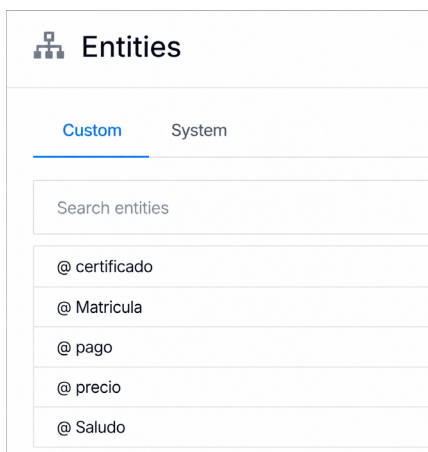 Entities
Custom System
Search entities
@ certificado
@ Matricula
@ pago
@ precio
@ Saludo